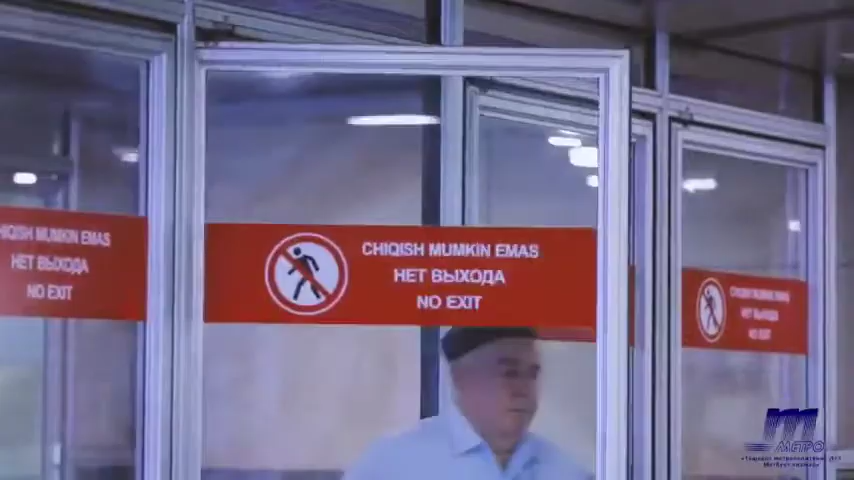 CHIQISH MUMKIN EMAS
НЕТ ВЫХОДА
NO EXIT
CHIQISH MUMKIN EMAS
НЕТ ВЫХОДА
NO EXIT
CHIQISH MUMKIN EMAS
НЕТ ВЫХОДА
NO EXIT
МЕТРО